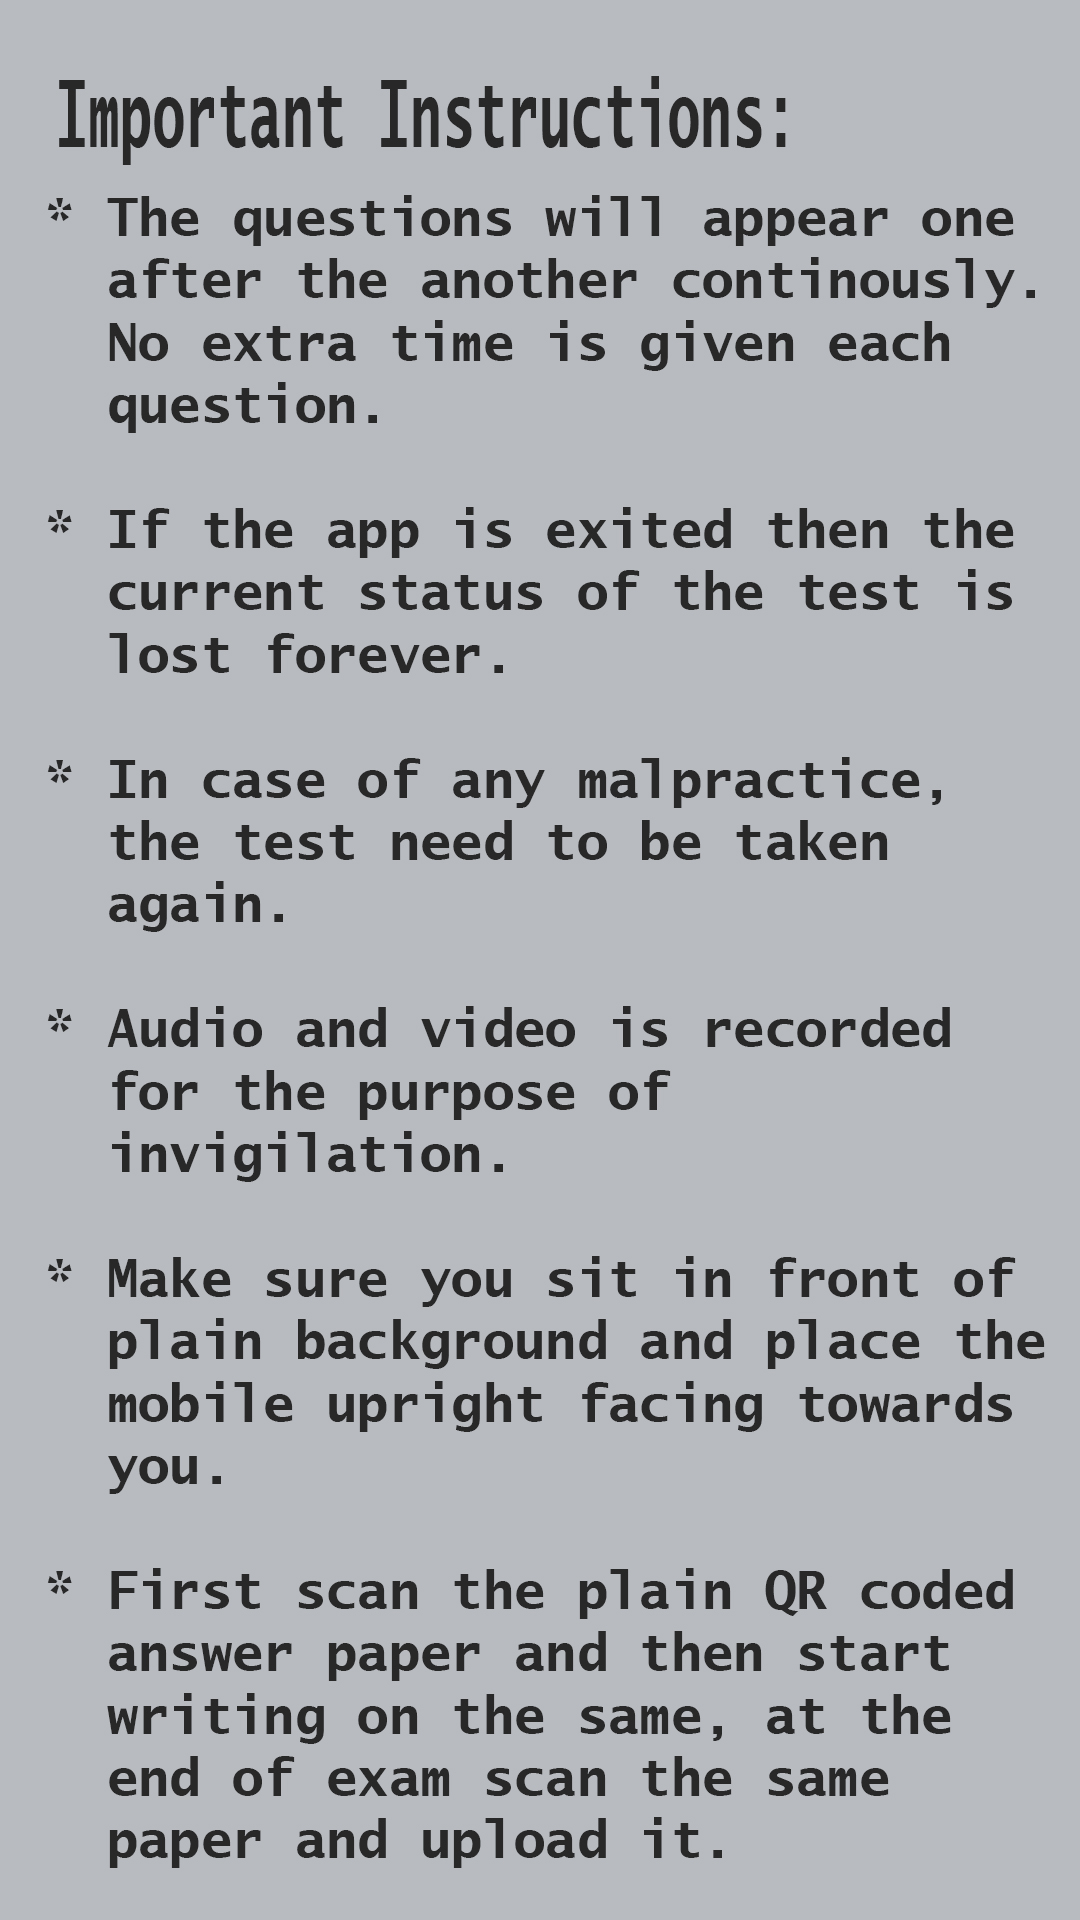 Important Instructions:
* The questions will appear one
after the another continously.
No extra time is given each
question.
* If the app is exited then the
current status of the test is
lost forever.
* In case of any malpractice,
the test need to be taken
again.
* Audio and video is recorded
for the purpose of
invigilation.
* Make sure you sit in front of
plain background and place the
mobile upright facing towards
you.
* First scan the plain QR coded
answer paper and then start
writing on the same, at the
end of exam scan the same
paper and upload it.